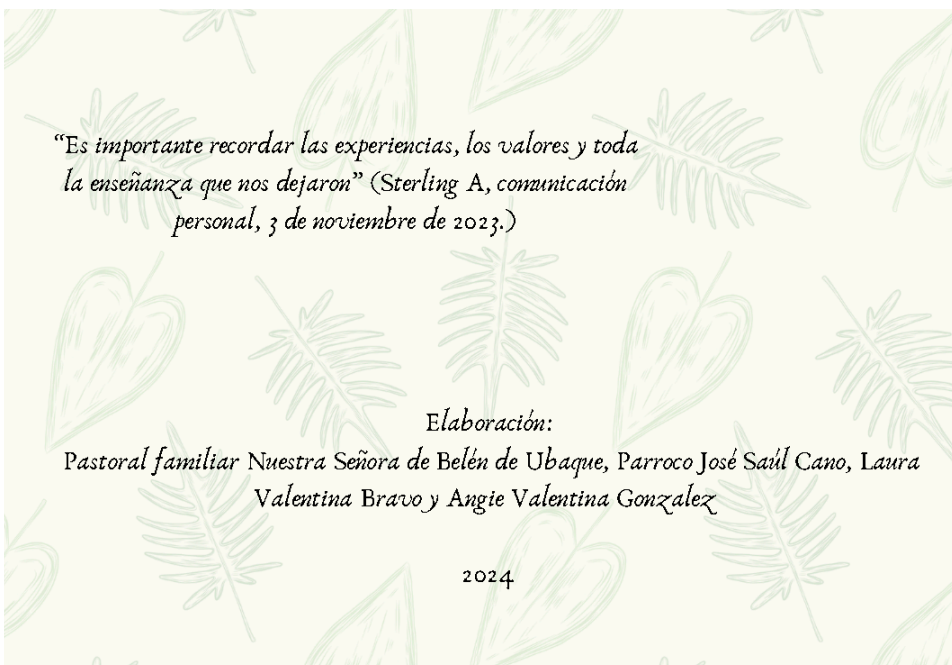 “Es importante recordar las experiencias, los valores y toda
la enseñanza que nos dejaron” (Sterling A, comunicación
personal, 3 de noviembre de 2023.)
Elaboración:
Pastoral familiar Nuestra Señora de Belén de Ubaque, Parroco José Saúl Cano, Laura
Valentina Bravo y Angie Valentina Gonzalez
2024